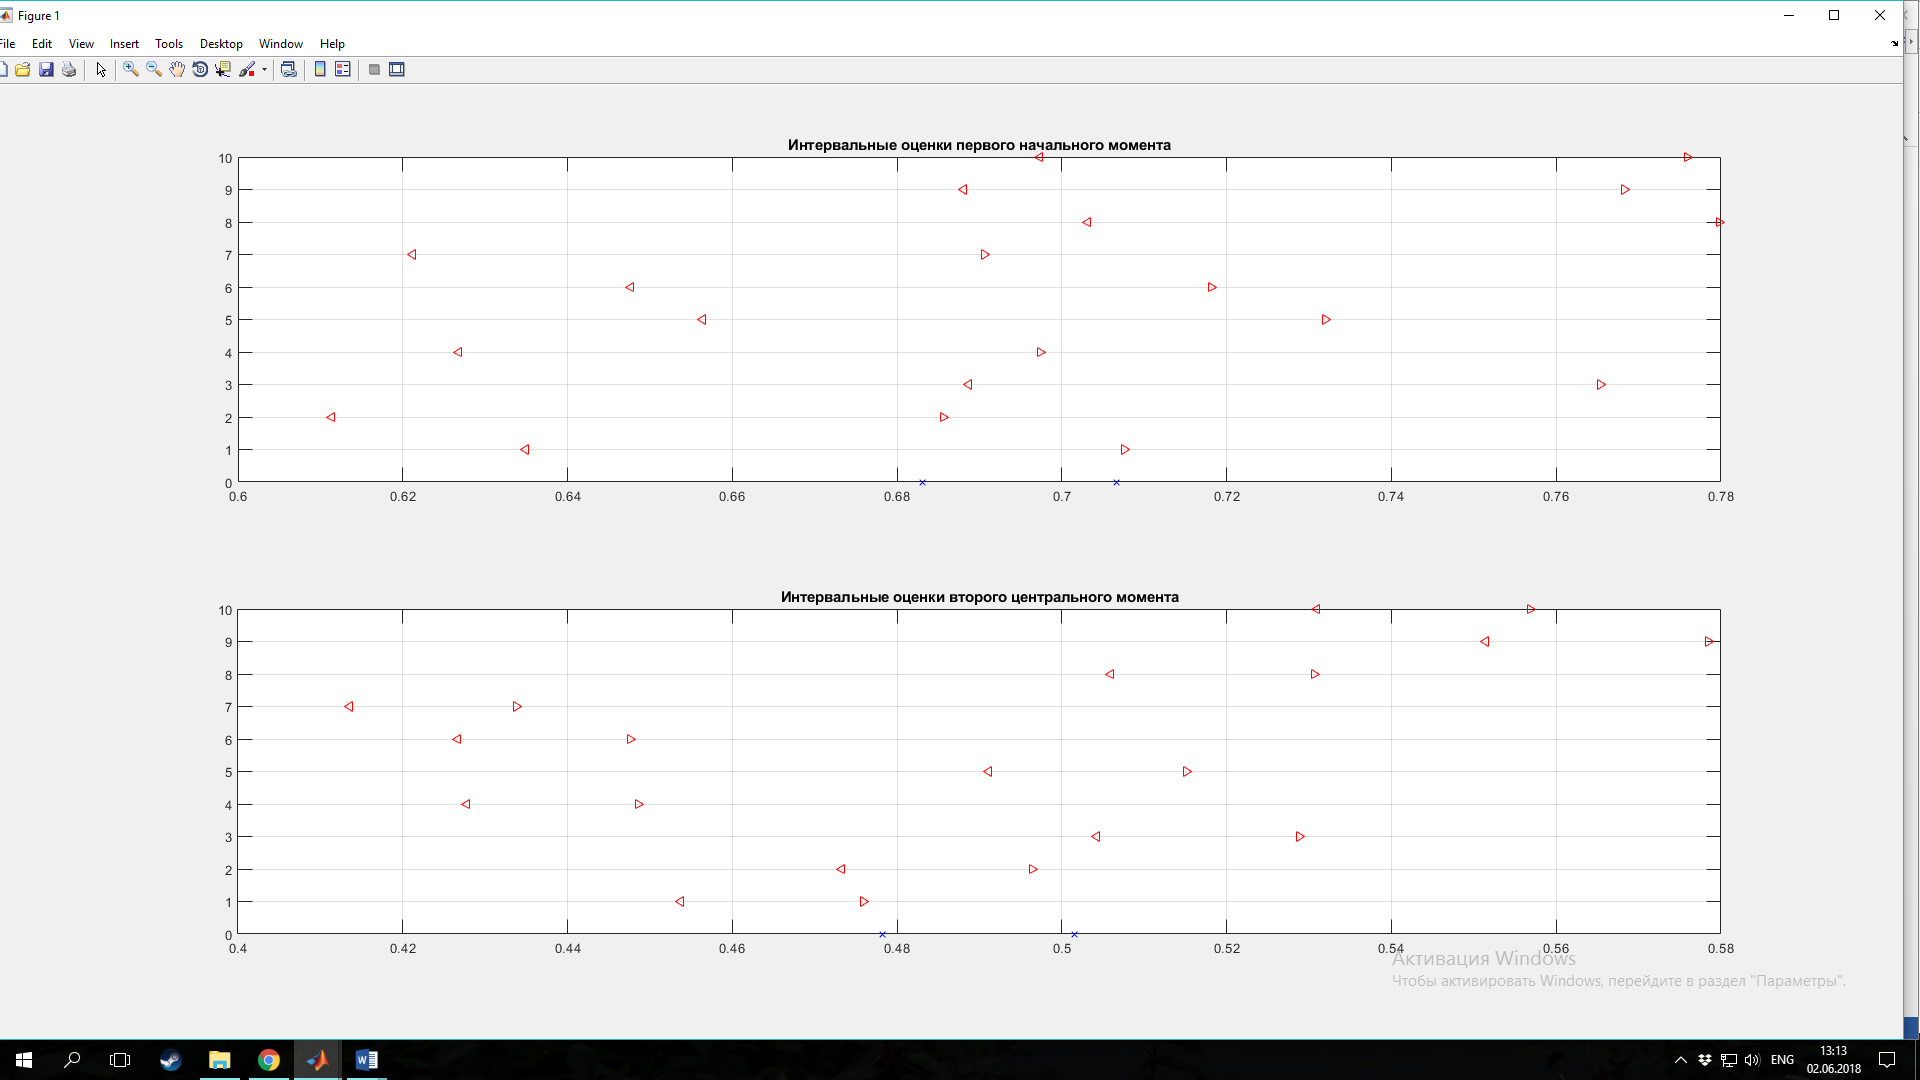 Figure 1
File Edit View Insert Tools Desktop Window Help
Интервальные оценки первого начального момента
10
9
8
7
6
5
4
3
2
1
0
0.6 0.62 0.64 0.66 0.68 0.7 0.72 0.74 0.76 0.78
Интервальные оценки второго центрального момента
10
9
8
7
6
5
4
3
2
1
0
0.4 0.42 0.44 0.46 0.48 0.5 0.52 0.54 0.56 0.58
Активация Windows
Чтобы активировать Windows, перейдите в раздел "Параметры".
ENG
13:13
02.06.2018